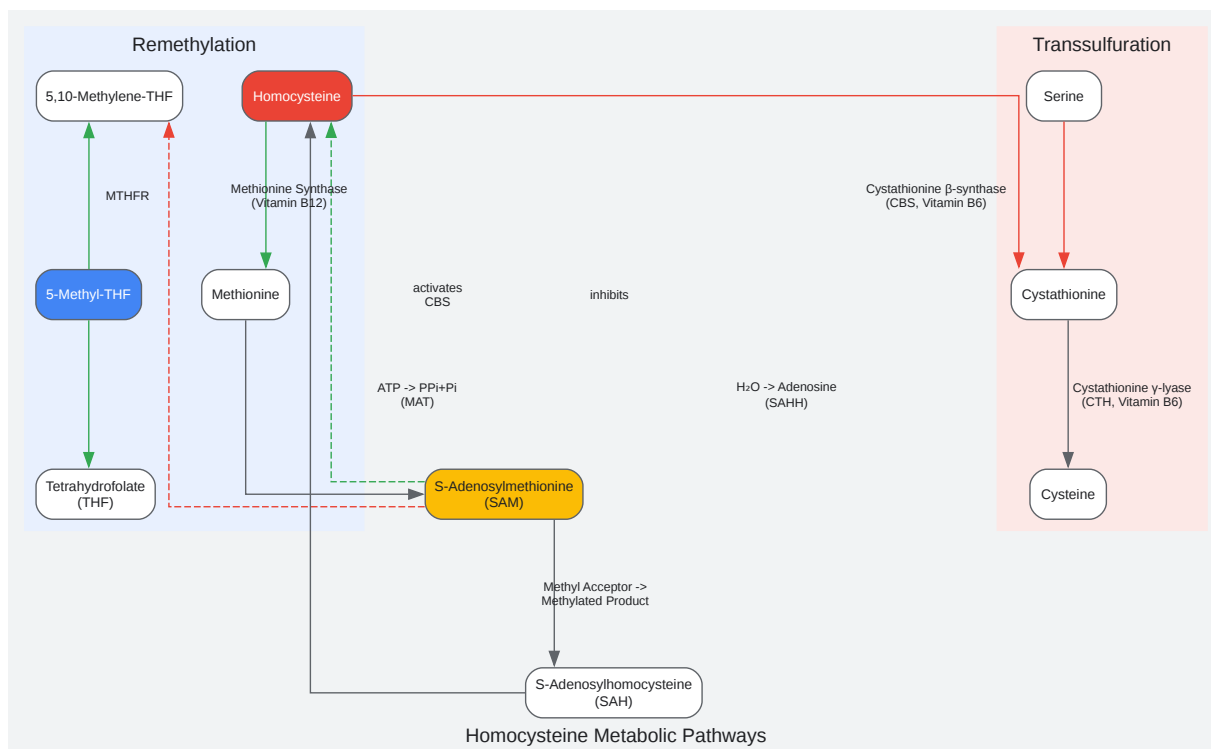 Remethylation
Transsulfuration
5,10-Methylene-THF
Homocysteine
Serine
MTHFR
Methionine Synthase
(Vitamin B12)
Cystathionine β-synthase
(CBS, Vitamin B6)
5-Methyl-THF
Methionine
activates
CBS
inhibits
Cystathionine
ATP -> PPi+Pi
(MAT)
H₂O -> Adenosine
(SAHH)
Cystathionine γ-lyase
(CTH, Vitamin B6)
Tetrahydrofolate
(THF)
S-Adenosylmethionine
(SAM)
Cysteine
Methyl Acceptor ->
Methylated Product
S-Adenosylhomocysteine
(SAH)
Homocysteine Metabolic Pathways